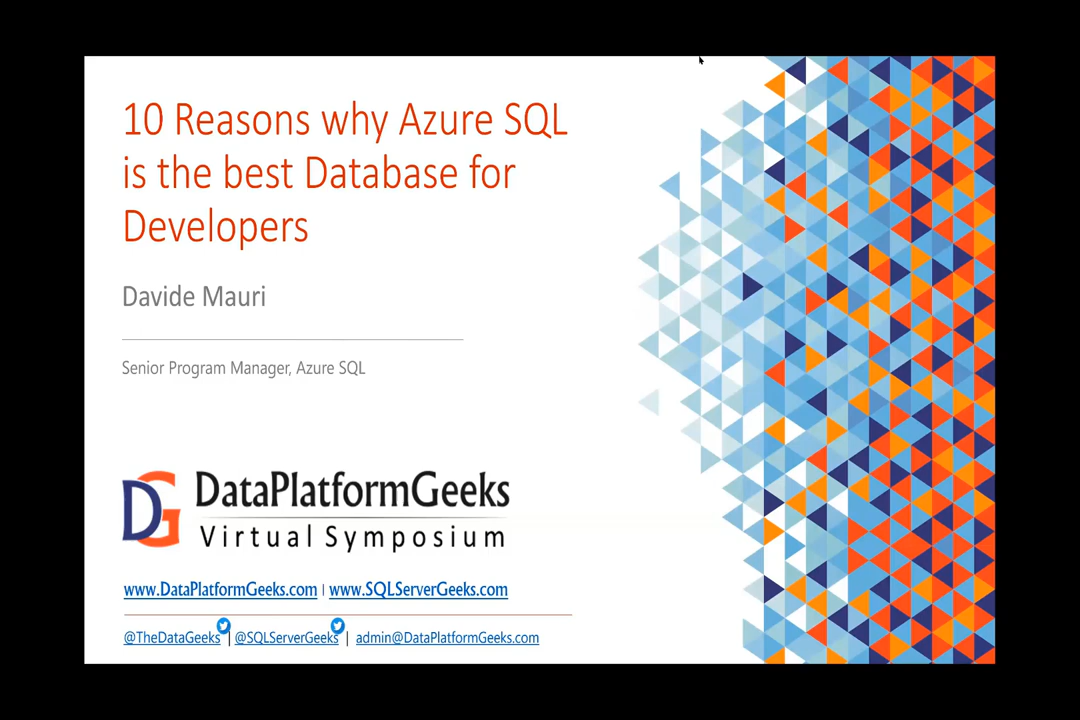 10 Reasons why Azure SQL
is the best Database for
Developers
Davide Mauri
Senior Program Manager, Azure SQL
DG DataPlatformGeeks
Virtual Symposium
www.DataPlatformGeeks.com | www.SQLServerGeeks.com
@TheDataGeeks | @SQLServerGeeks | admin@DataPlatformGeeks.com